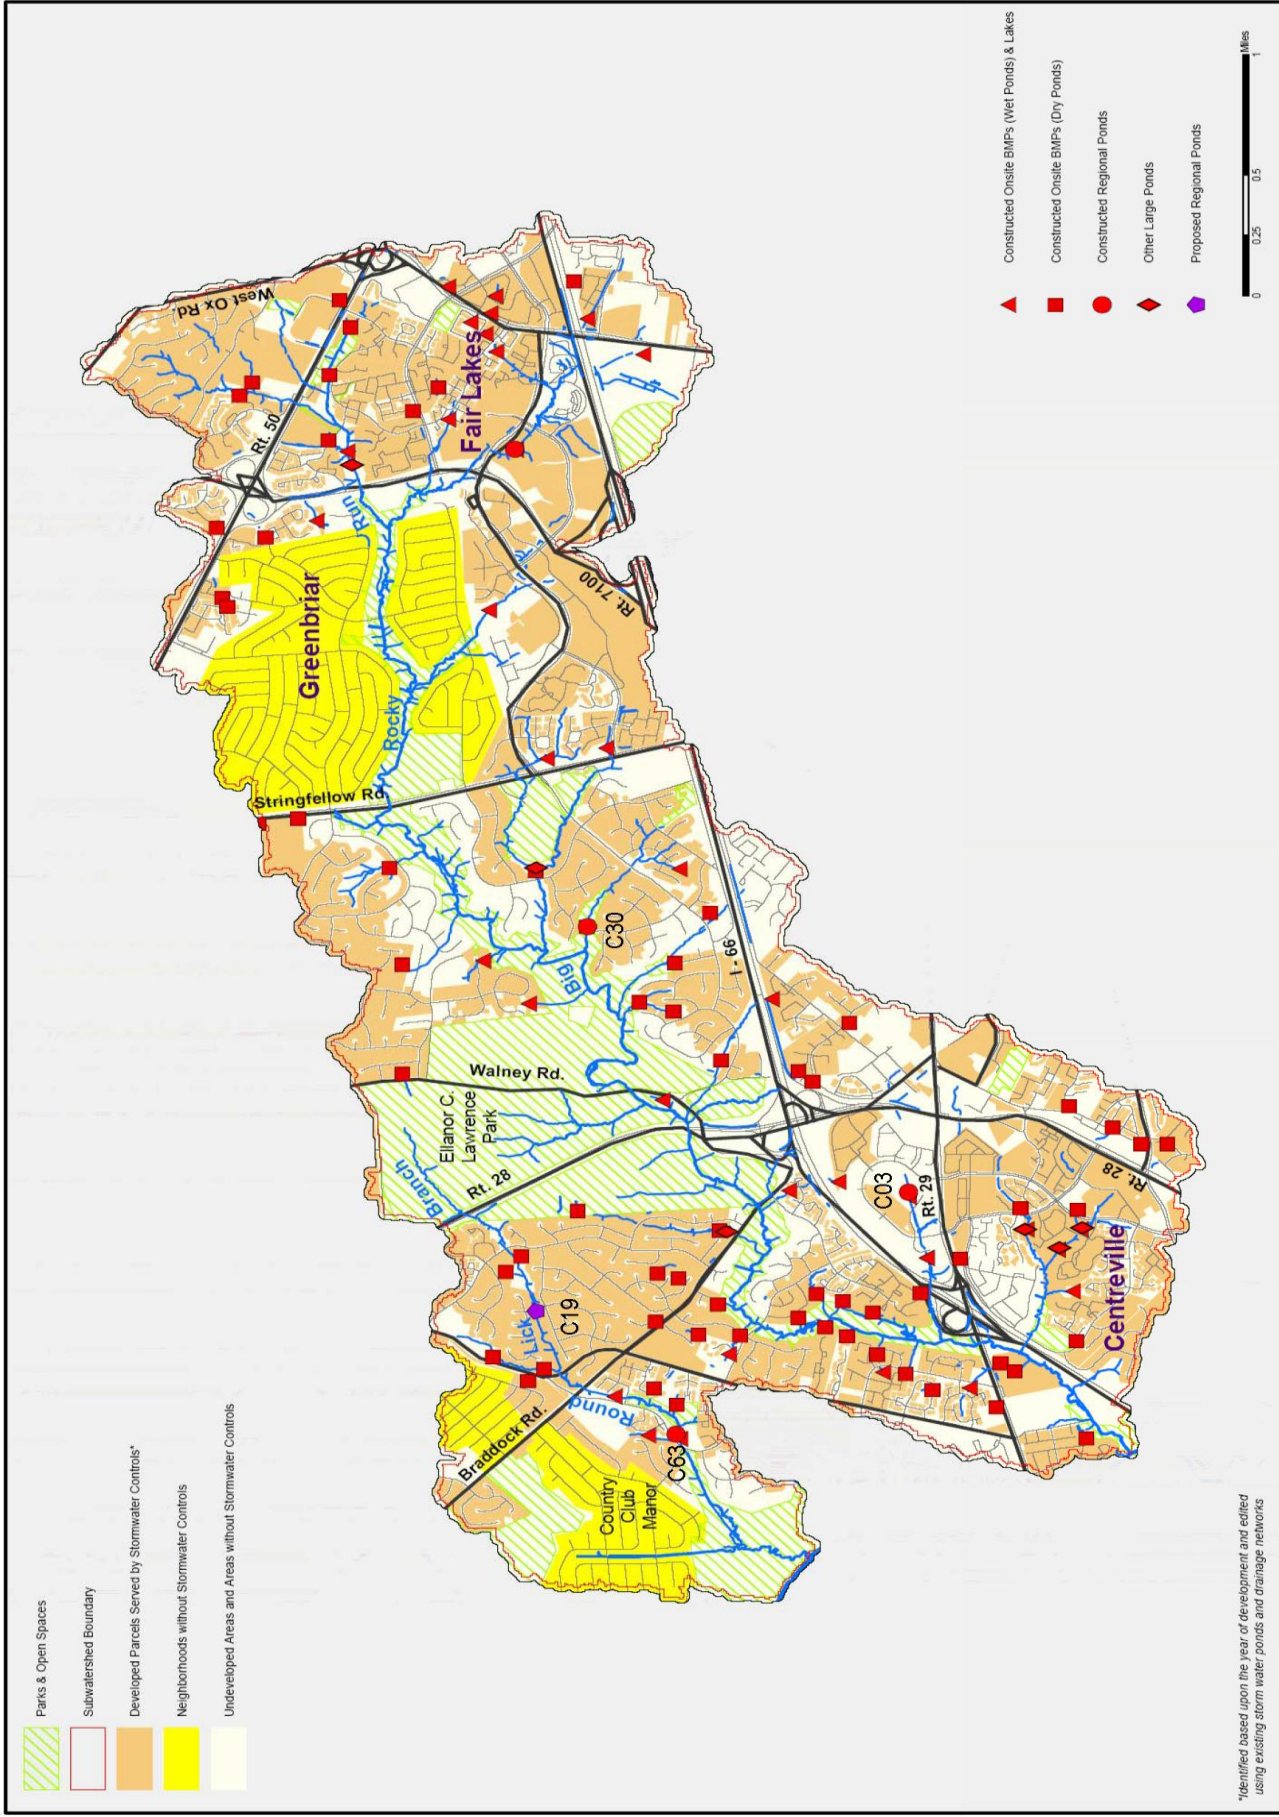 Parks & Open Spaces
Subwatershed Boundary
Developed Parcels Served by Stormwater Controls*
Neighborhoods without Stormwater Controls
Undeveloped Areas and Areas without Stormwater Controls
Constructed Onsite BMPs (Wet Ponds) & Lakes
Constructed Onsite BMPs (Dry Ponds)
Constructed Regional Ponds
Other Large Ponds
Proposed Regional Ponds
0
0.25
0.5
1
Miles
West Ox Rd
Rt. 50
Fair Lakes
Greenbriar
Run
Rocky
Rt. 7100
Stringfellow Rd.
C30
Big
I - 66
Walney Rd.
Ellanor C.
Lawrence
Park
Rt. 28
Branch
Lick
Round
C19
C03
Rt. 29
Rt. 28
Centreville
Braddock Rd.
C63
Country
Club
Manor
*Identified based upon the year of development and edited
using existing storm water ponds and drainage networks